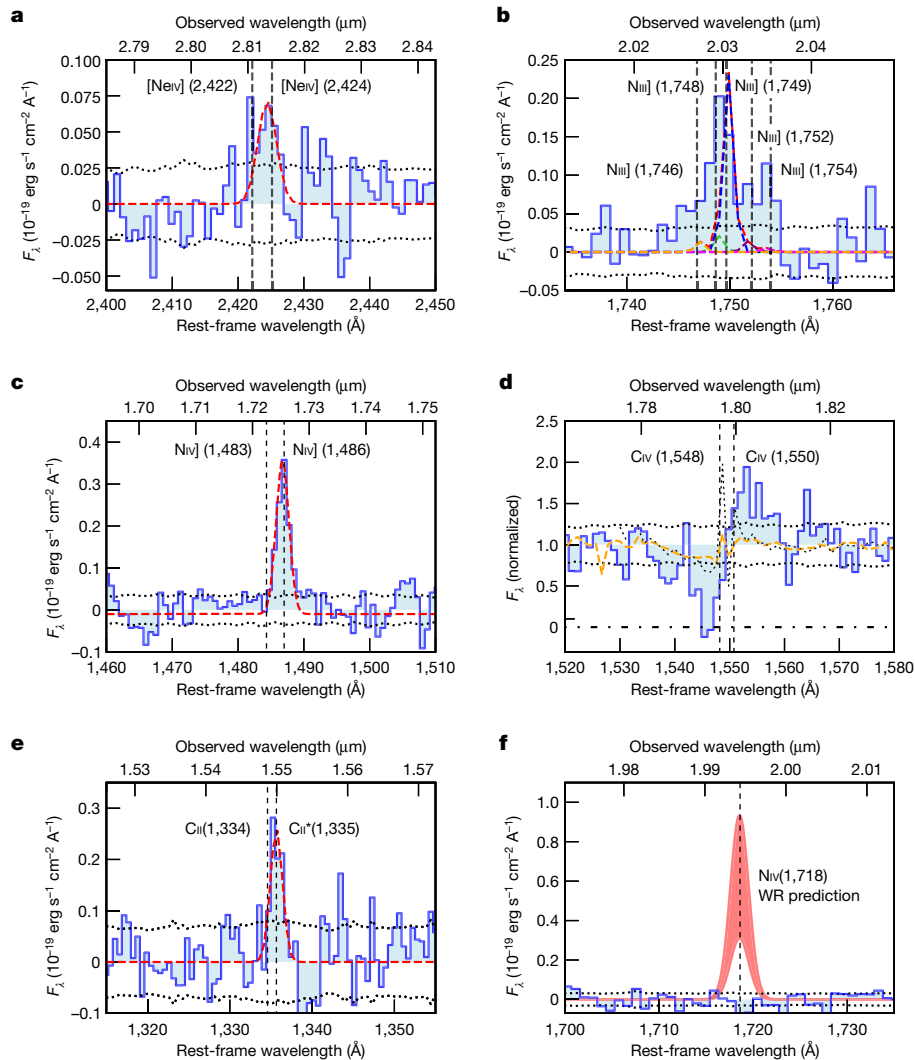 a
Observed wavelength (μm)
2.79 2.80 2.81 2.82 2.83 2.84
[NeIV] (2,422) [NeIV] (2,424)
0.100
0.075
0.050
0.025
0
−0.025
−0.050
Fλ (10⁻¹⁹ erg s⁻¹ cm⁻² A⁻¹)
2,400 2,410 2,420 2,430 2,440 2,450
Rest-frame wavelength (Å)
b
Observed wavelength (μm)
2.02 2.03 2.04
NIII] (1,748) NIII] (1,749)
NIII] (1,752)
NIII] (1,746) NIII] (1,754)
0.25
0.20
0.15
0.10
0.05
0
−0.05
Fλ (10⁻¹⁹ erg s⁻¹ cm⁻² A⁻¹)
1,740 1,750 1,760
Rest-frame wavelength (Å)
c
Observed wavelength (μm)
1.70 1.71 1.72 1.73 1.74 1.75
NIV] (1,483) NIV] (1,486)
0.4
0.3
0.2
0.1
0
−0.1
Fλ (10⁻¹⁹ erg s⁻¹ cm⁻² A⁻¹)
1,460 1,470 1,480 1,490 1,500 1,510
Rest-frame wavelength (Å)
d
Observed wavelength (μm)
1.78 1.80 1.82
CIV (1,548) CIV (1,550)
2.5
2.0
1.5
1.0
0.5
0
Fλ (normalized)
1,520 1,530 1,540 1,550 1,560 1,570 1,580
Rest-frame wavelength (Å)
e
Observed wavelength (μm)
1.53 1.54 1.55 1.56 1.57
CII(1,334) CII*(1,335)
0.3
0.2
0.1
0
−0.1
Fλ (10⁻¹⁹ erg s⁻¹ cm⁻² A⁻¹)
1,320 1,330 1,340 1,350
Rest-frame wavelength (Å)
f
Observed wavelength (μm)
1.98 1.99 2.00 2.01
NIV(1,718)
WR prediction
1.0
0.8
0.6
0.4
0.2
0
Fλ (10⁻¹⁹ erg s⁻¹ cm⁻² A⁻¹)
1,700 1,710 1,720 1,730
Rest-frame wavelength (Å)